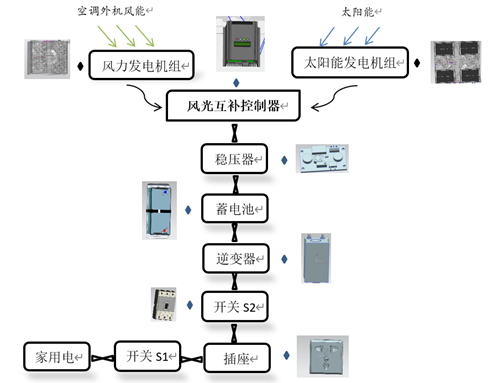 空调外机风能 太阳能
风力发电机组 太阳能发电机组
风光互补控制器
稳压器
蓄电池
逆变器
开关 S2
家用电 开关 S1 插座